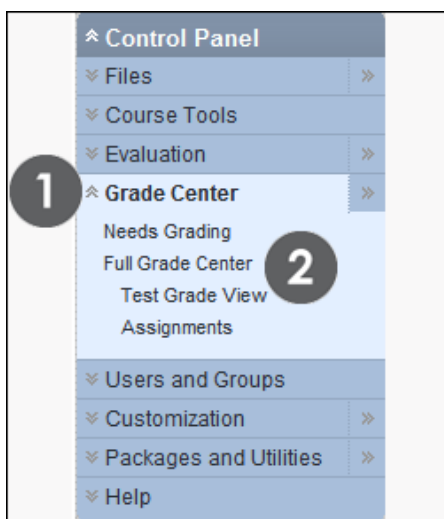 Control Panel
Files
Course Tools
Evaluation
1
Grade Center
Needs Grading
Full Grade Center
2
Test Grade View
Assignments
Users and Groups
Customization
Packages and Utilities
Help